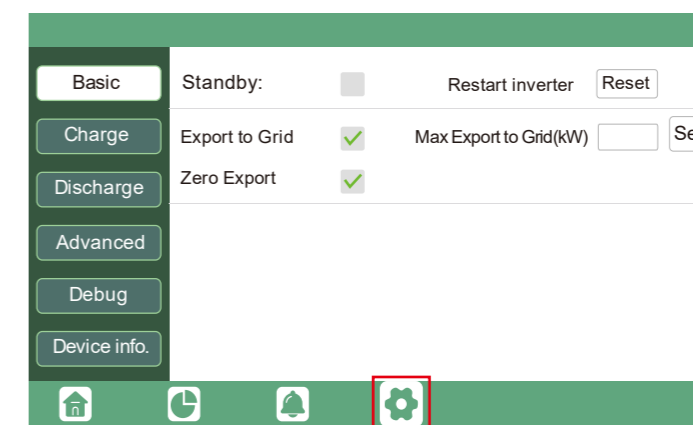 Basic
Standby:
Restart inverter
Reset
Charge
Export to Grid
Max Export to Grid(kW)
Discharge
Zero Export
Advanced
Debug
Device info.